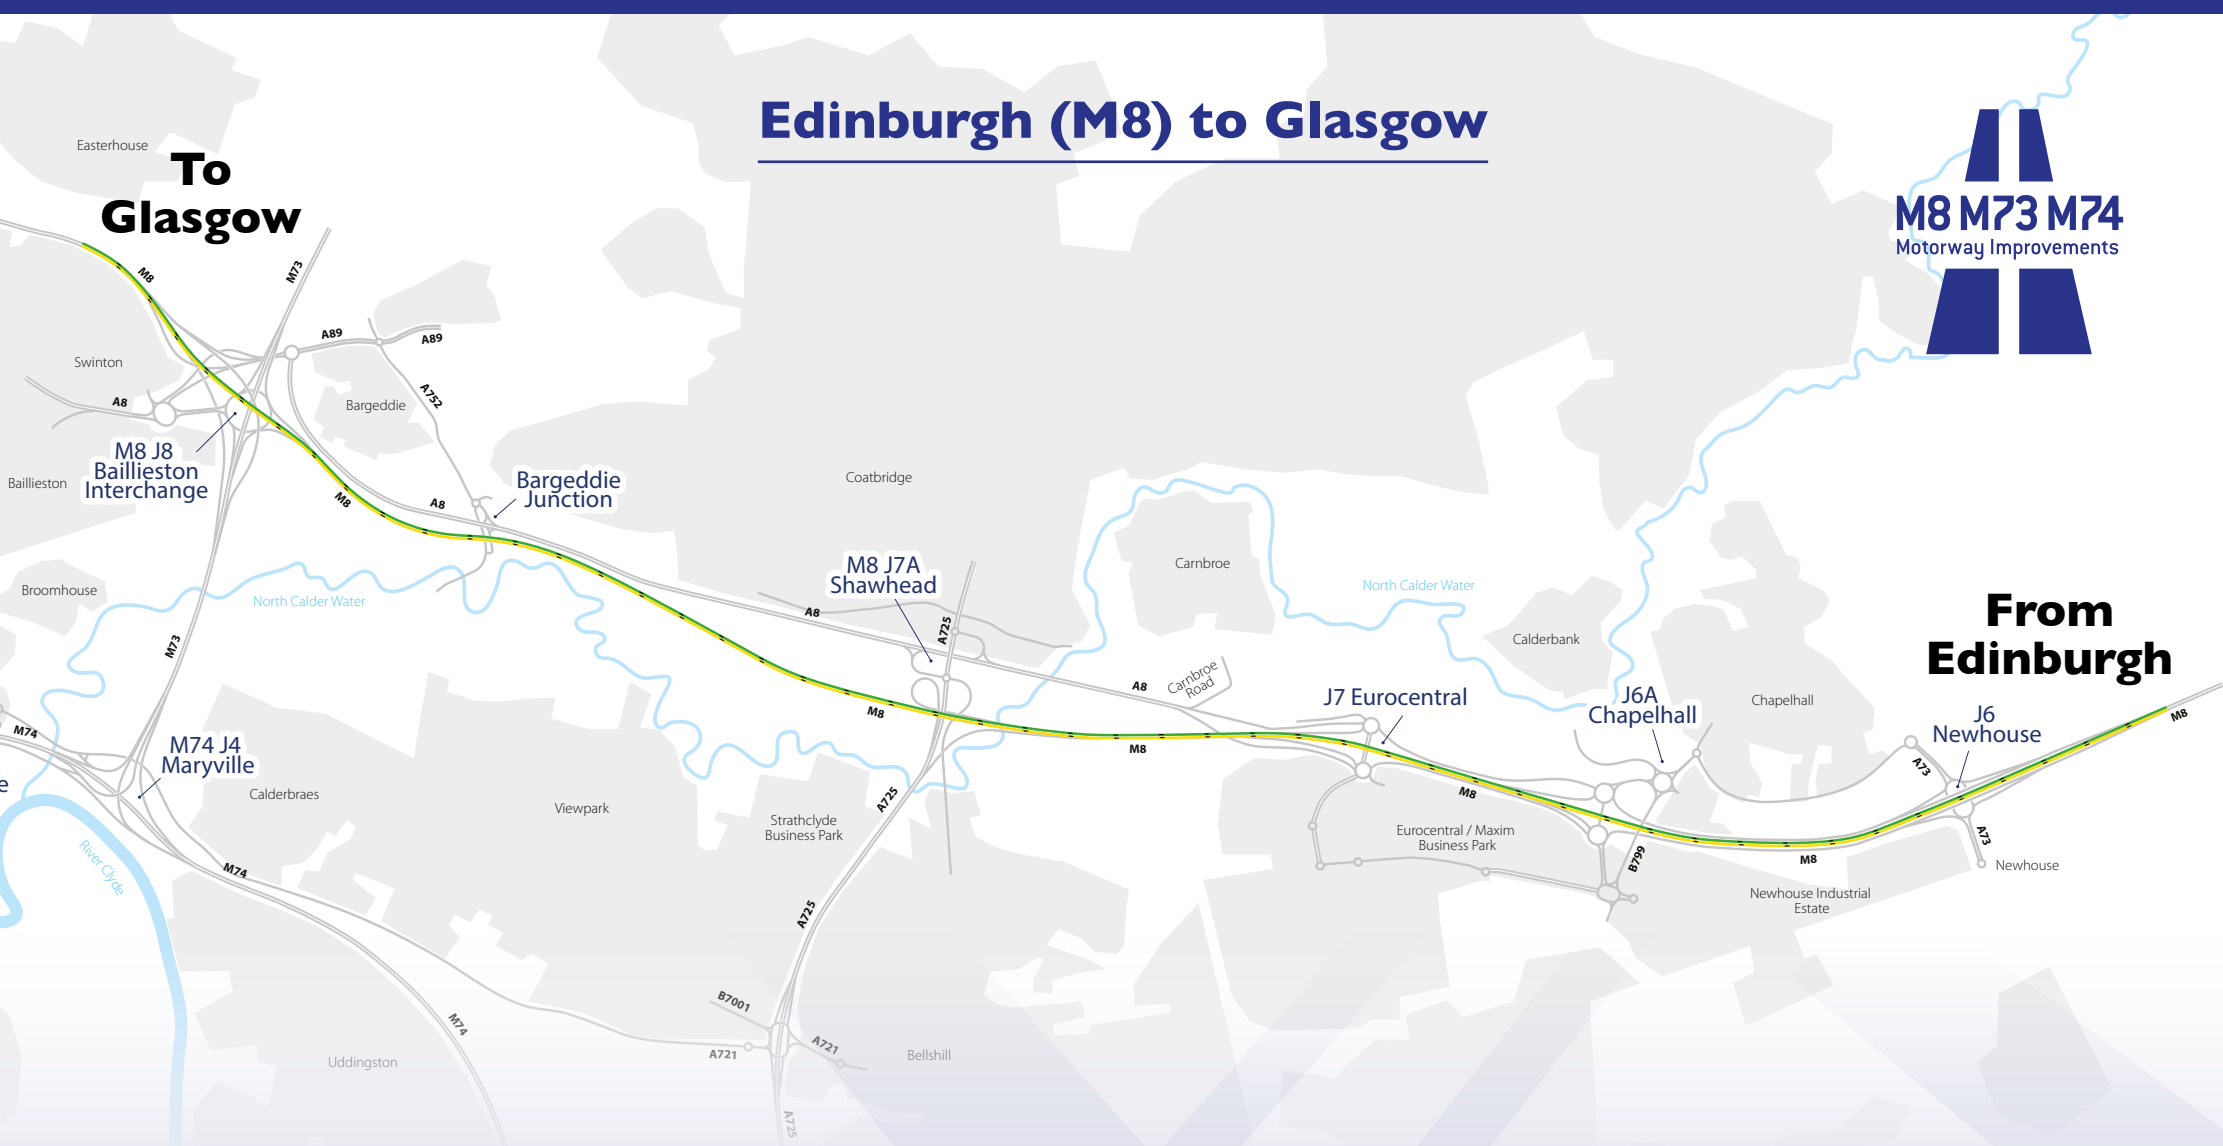 Edinburgh (M8) to Glasgow
Easterhouse
To
Glasgow
M8 M73 M74
Motorway Improvements
M8
M73
A89
A89
Swinton
A8
A752
Bargeddie
M8 J8
Baillieston
Interchange
Baillieston
M8
A8
Bargeddie
Junction
Coatbridge
M8 J7A
Shawhead
Carnbroe
North Calder Water
Broomhouse
North Calder Water
A8
A725
M73
Calderbank
From
Edinburgh
Carnbroe
Road
A8
J7 Eurocentral
J6A
Chapelhall
Chapelhall
J6
Newhouse
M8
M8
M8
M74
M74 J4
Maryville
e
Calderbraes
Viewpark
A725
Strathclyde
Business Park
M8
A73
Eurocentral / Maxim
Business Park
B799
A73
M8
Newhouse
River Clyde
M74
Newhouse Industrial
Estate
A725
B7001
M74
A721
A721
Uddingston
Bellshill
A725